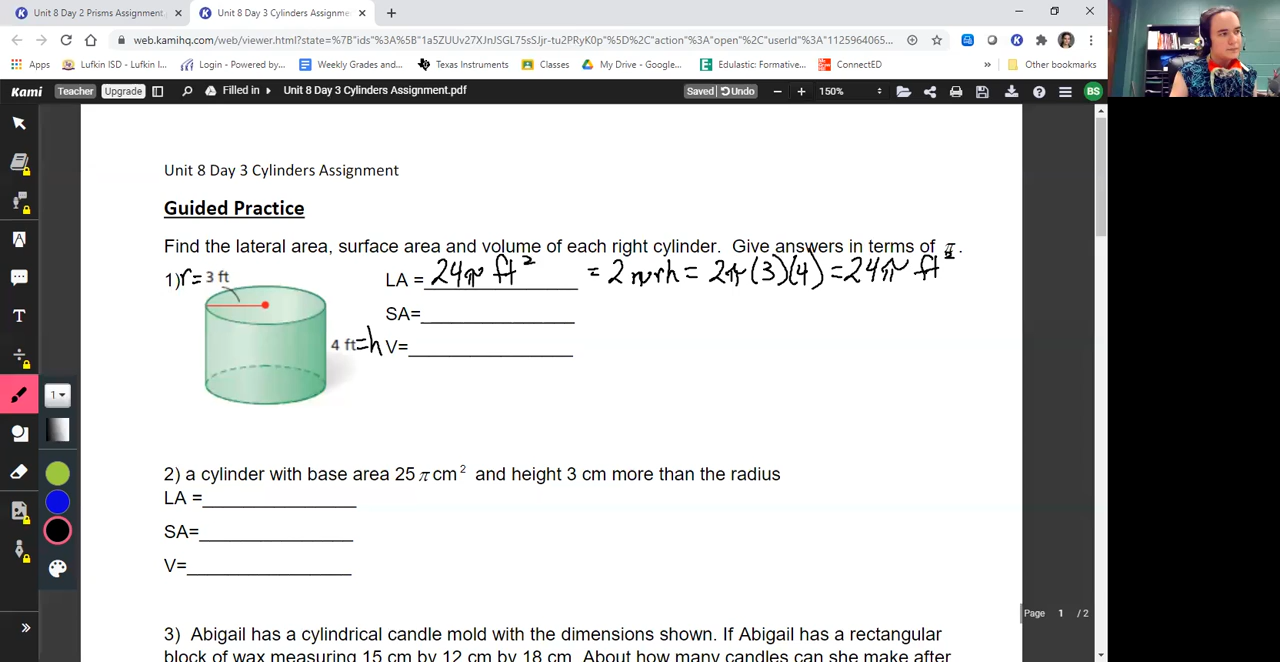 Unit 8 Day 2 Prisms Assignment
Unit 8 Day 3 Cylinders Assignme
web.kamihq.com/web/viewer.html?state=%7B"ids"%3A%5B"1a5ZUUv27XJnSGL75sSJjr-tu2PRyK0p"%5D%2C"action"%3A"open"%2C"userId"%3A"1125964065...
Apps
Lufkin ISD - Lufkin I...
Login - Powered by...
Weekly Grades and...
Texas Instruments
Classes
My Drive - Google...
Edulastic: Formative...
ConnectED
»
Other bookmarks
Kami Teacher Upgrade Filled in Unit 8 Day 3 Cylinders Assignment.pdf Saved Undo 150% BS
Unit 8 Day 3 Cylinders Assignment
Guided Practice
Find the lateral area, surface area and volume of each right cylinder. Give answers in terms of π.
1) r = 3 ft
LA = 24π ft² = 2πrh = 2π(3)(4) = 24π ft²
SA=
4 ft = h
V=
2) a cylinder with base area 25π cm² and height 3 cm more than the radius
LA =
SA=
V=
3) Abigail has a cylindrical candle mold with the dimensions shown. If Abigail has a rectangular
block of wax measuring 15 cm by 12 cm by 18 cm. About how many candles can she make after
1
Page 1 / 2